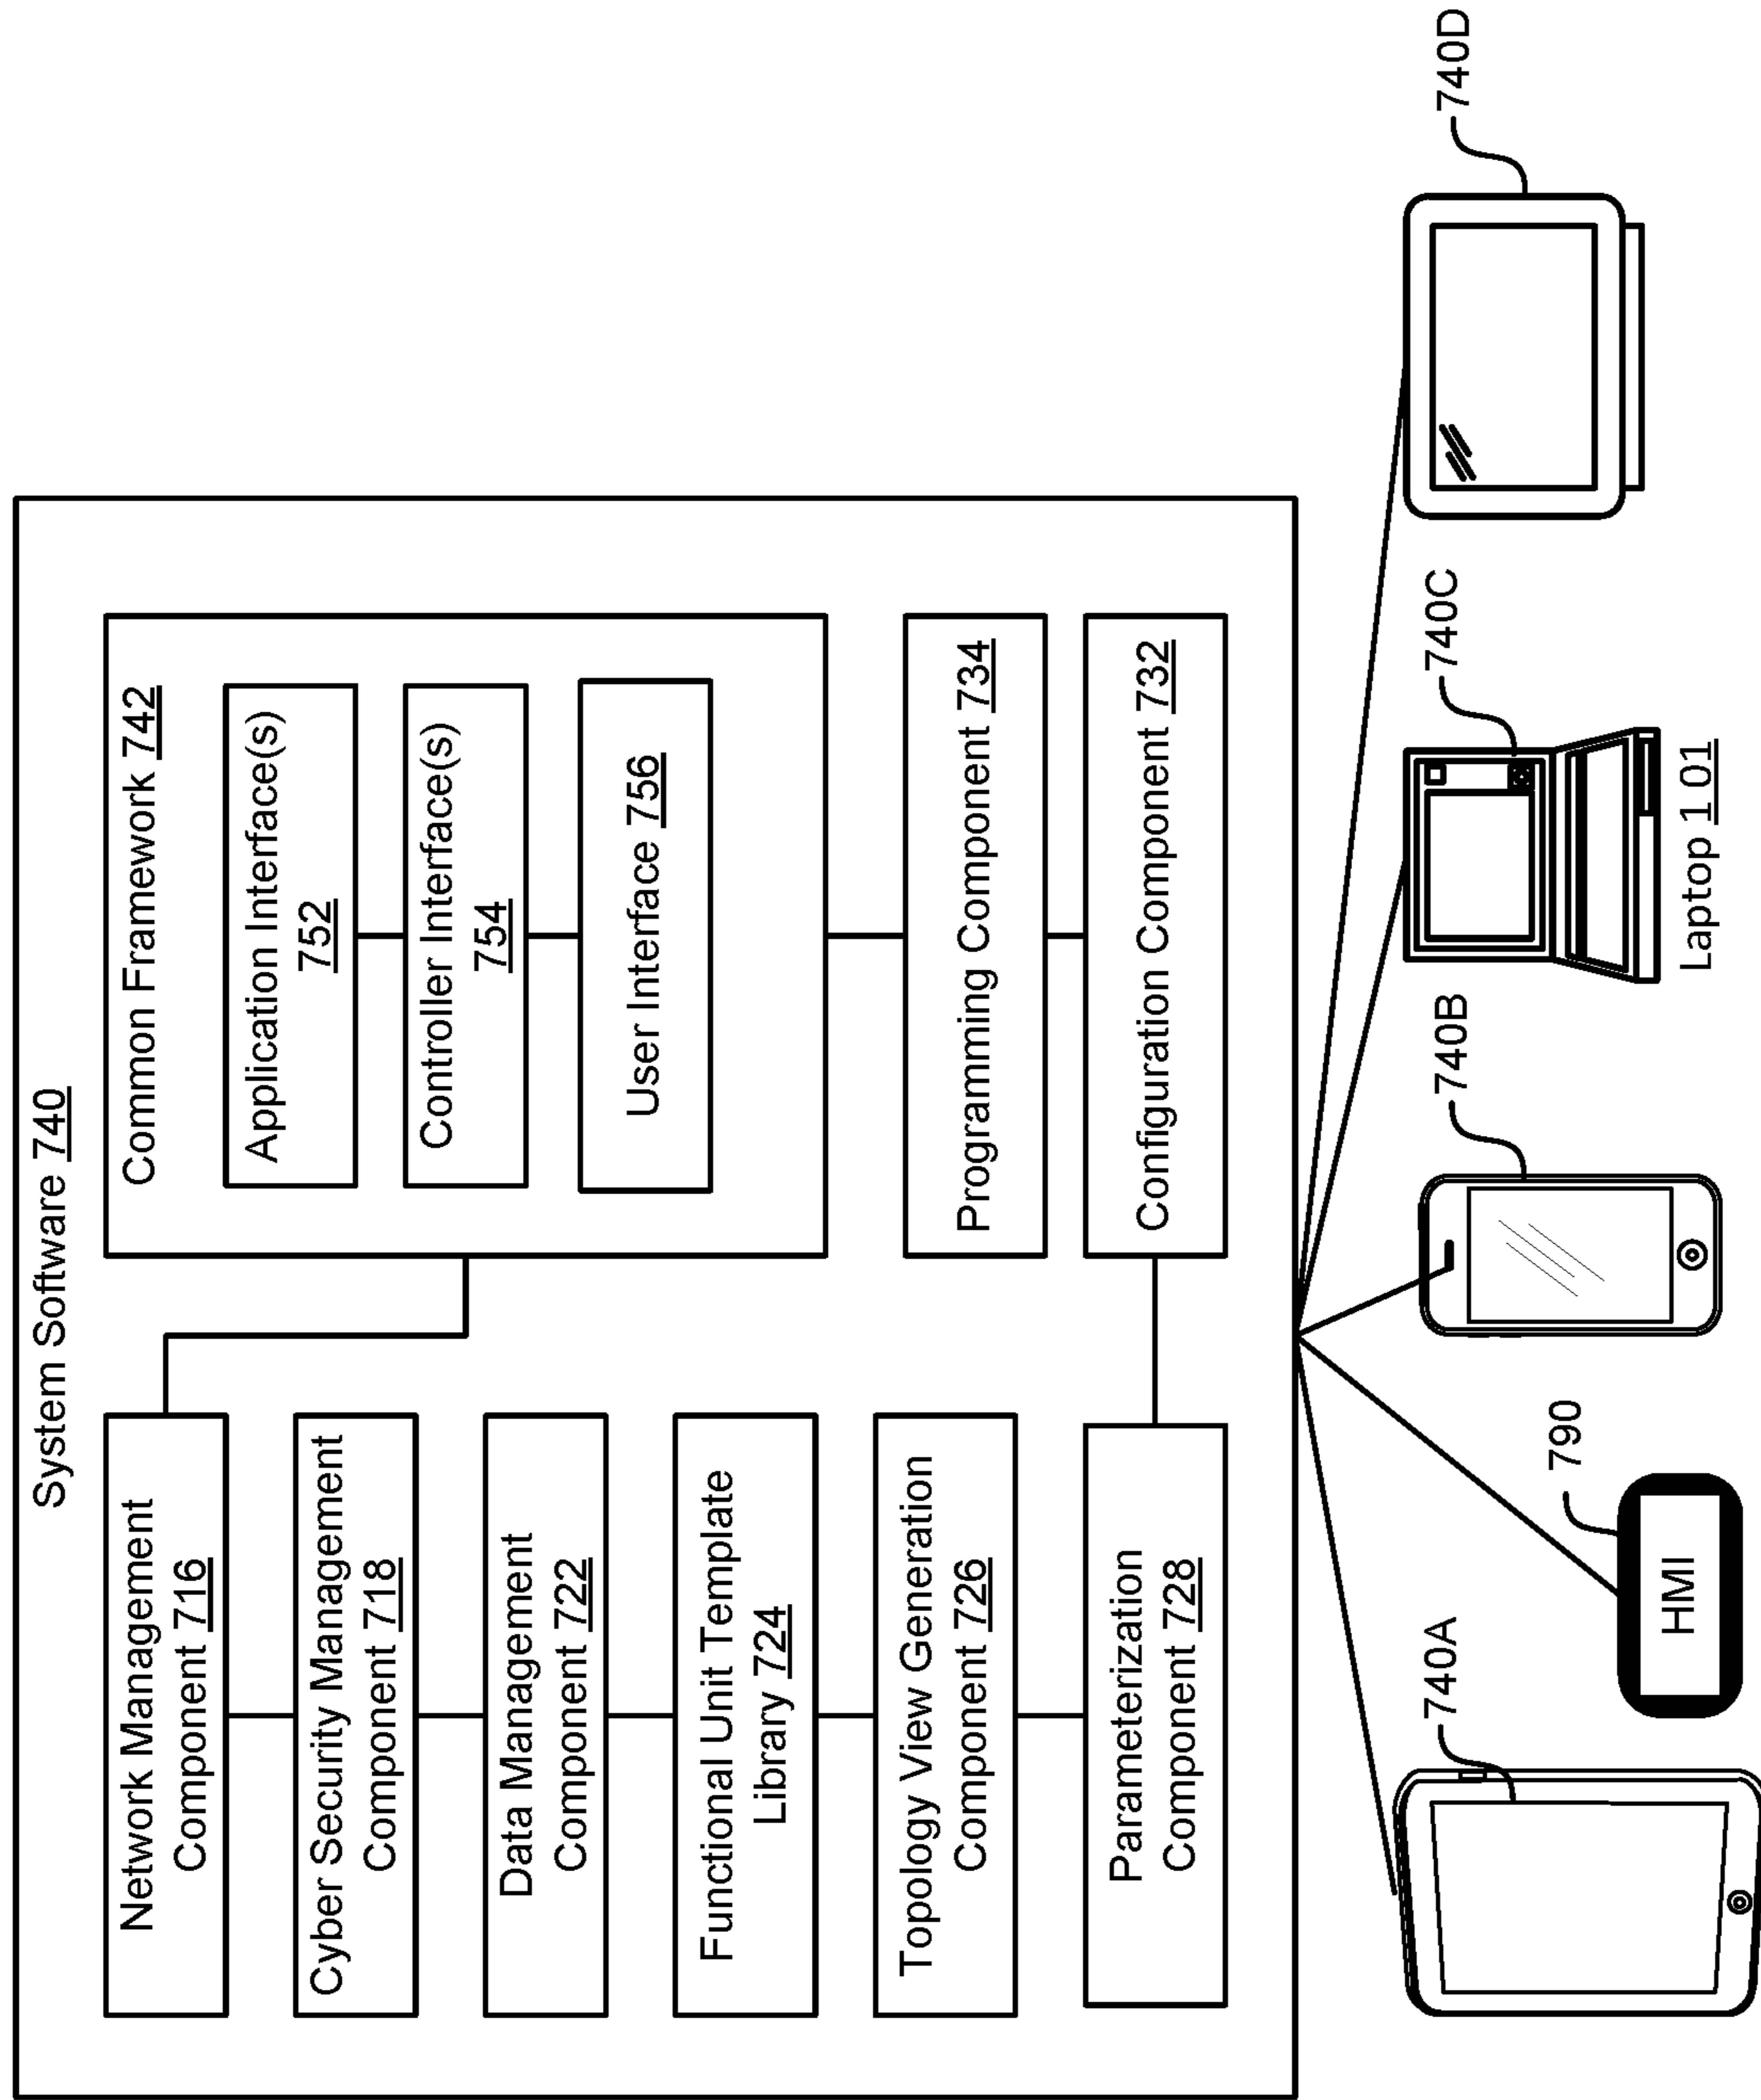 System Software 740
Network Management
Component 716
Cyber Security Management
Component 718
Data Management
Component 722
Functional Unit Template
Library 724
Topology View Generation
Component 726
Parameterization
Component 728
Common Framework 742
Application Interface(s)
752
Controller Interface(s)
754
User Interface 756
Programming Component 734
Configuration Component 732
740A
HMI
790
740B
740C
Laptop 1 01
740D